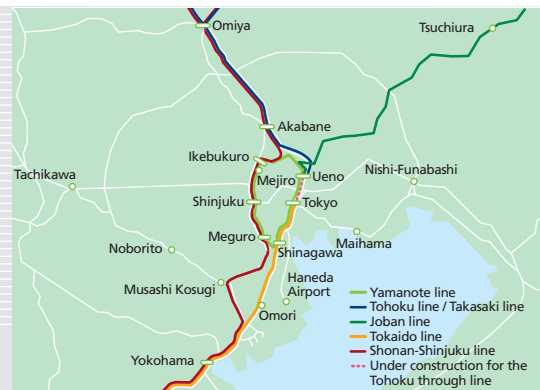 Omiya
Tsuchiura
Akabane
Ikebukuro
Tachikawa
Mejiro
Ueno
Nishi-Funabashi
Shinjuku
Tokyo
Noborito
Meguro
Shinagawa
Maihama
Musashi Kosugi
Haneda
Airport
Omori
Yokohama
Yamanote line
Tohoku line / Takasaki line
Joban line
Tokaido line
Shonan-Shinjuku line
Under construction for the
Tohoku through line